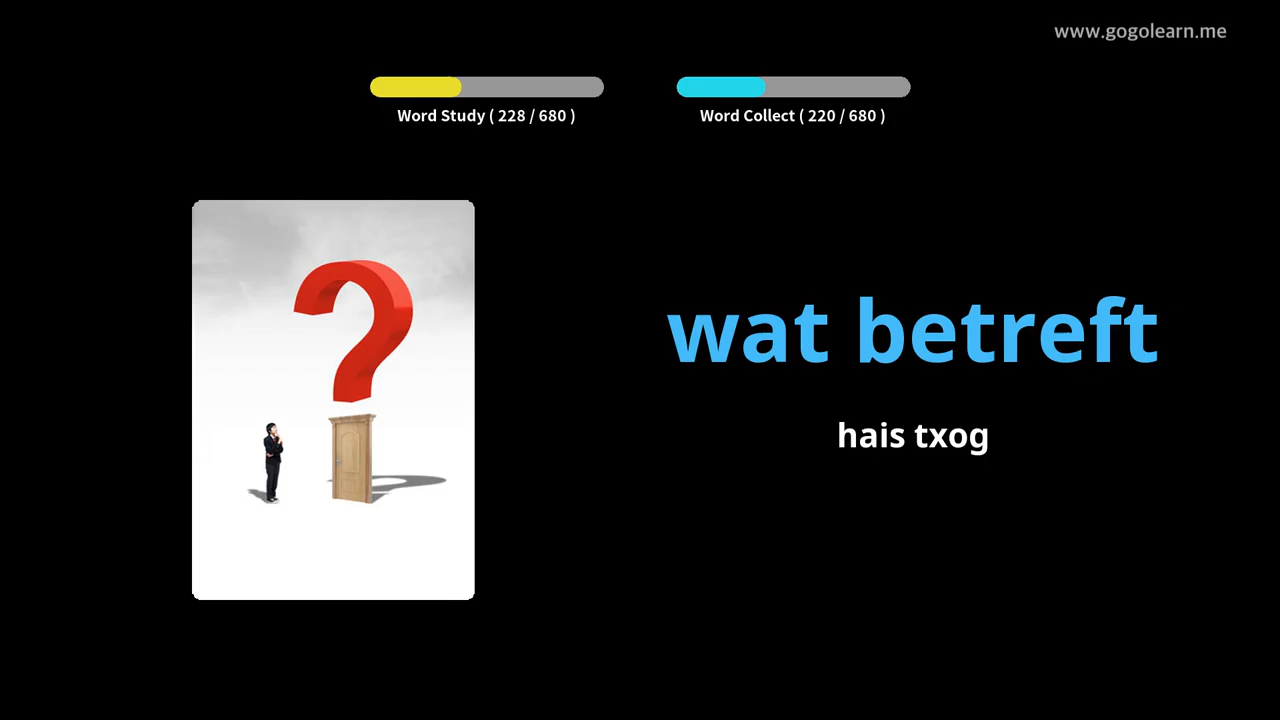 www.gogolearn.me
Word Study ( 228 / 680 )
Word Collect ( 220 / 680 )
wat betreft
hais txog